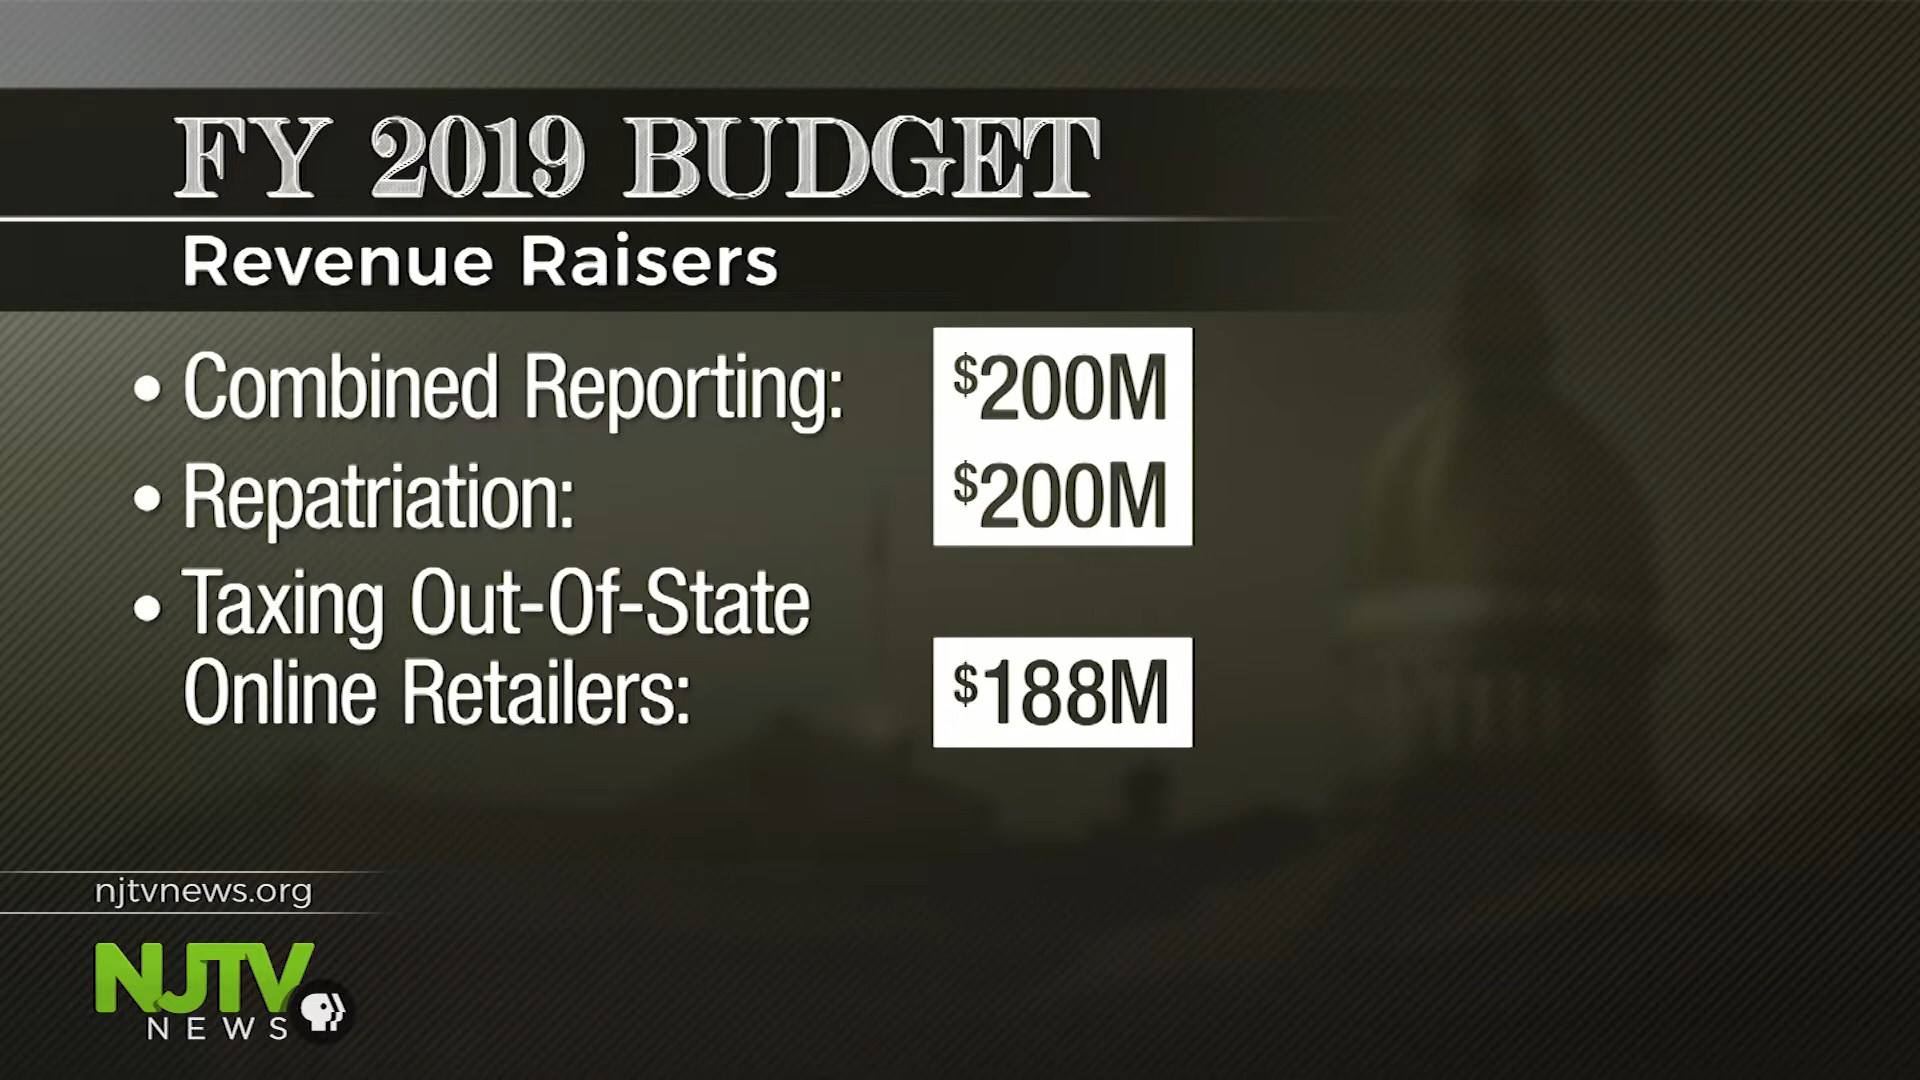 FY 2019 BUDGET
Revenue Raisers
• Combined Reporting: $200M
• Repatriation: $200M
• Taxing Out-Of-State
Online Retailers: $188M
njtvnews.org
NJTV
NEWS